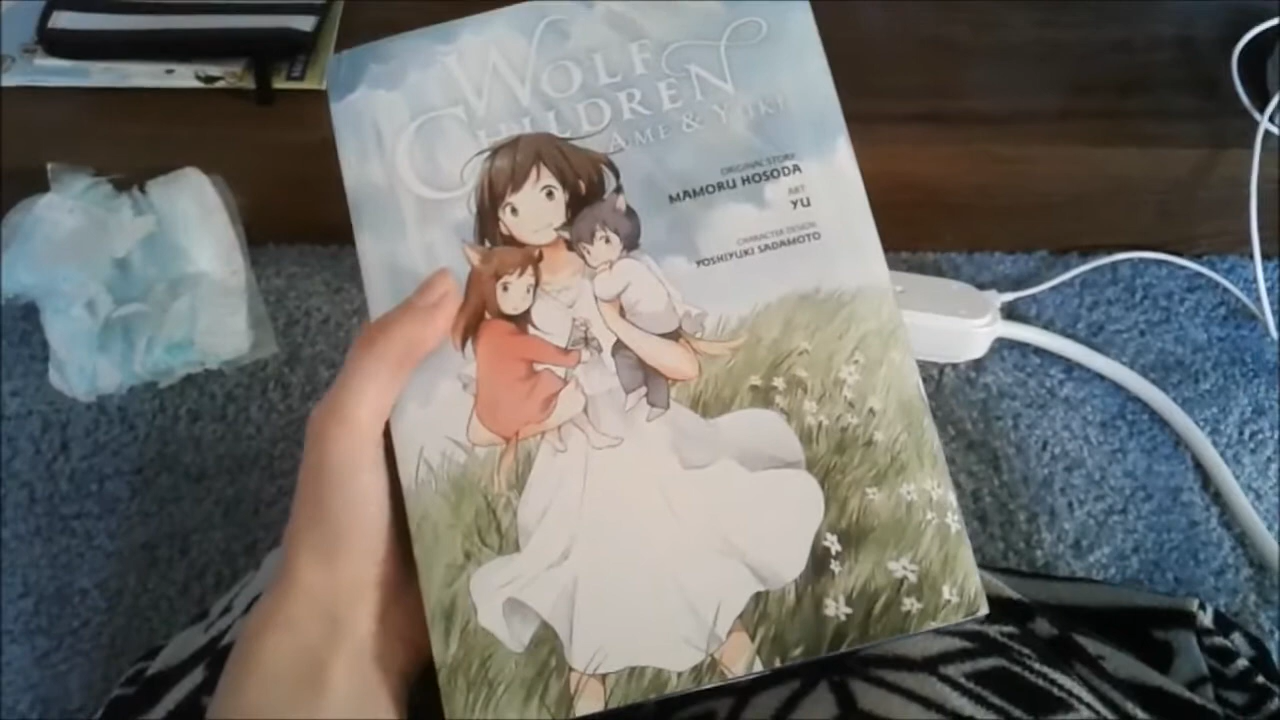 WOLF
CHILDREN
AME & YUKI
ORIGINAL STORY
MAMORU HOSODA
ART
YU
CHARACTER DESIGN
YOSHIYUKI SADAMOTO